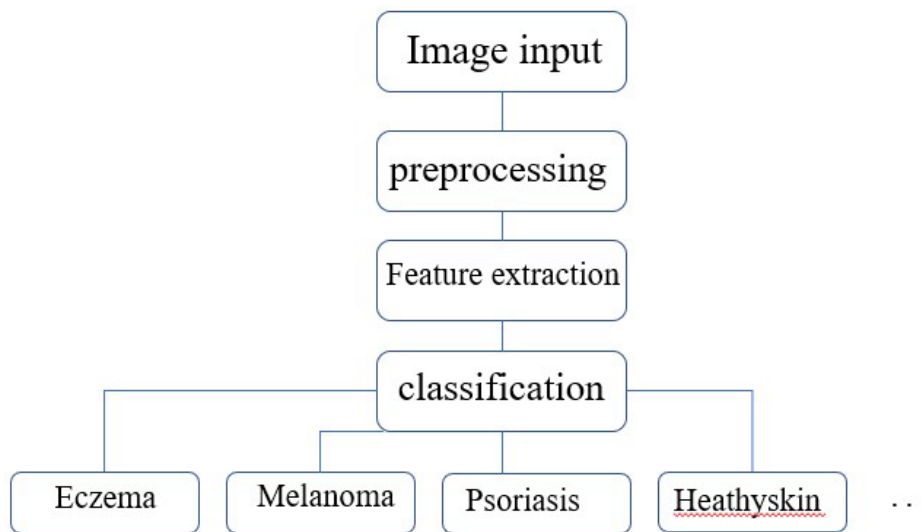 Image input
preprocessing
Feature extraction
classification
Eczema
Melanoma
Psoriasis
Heathyskin
. .